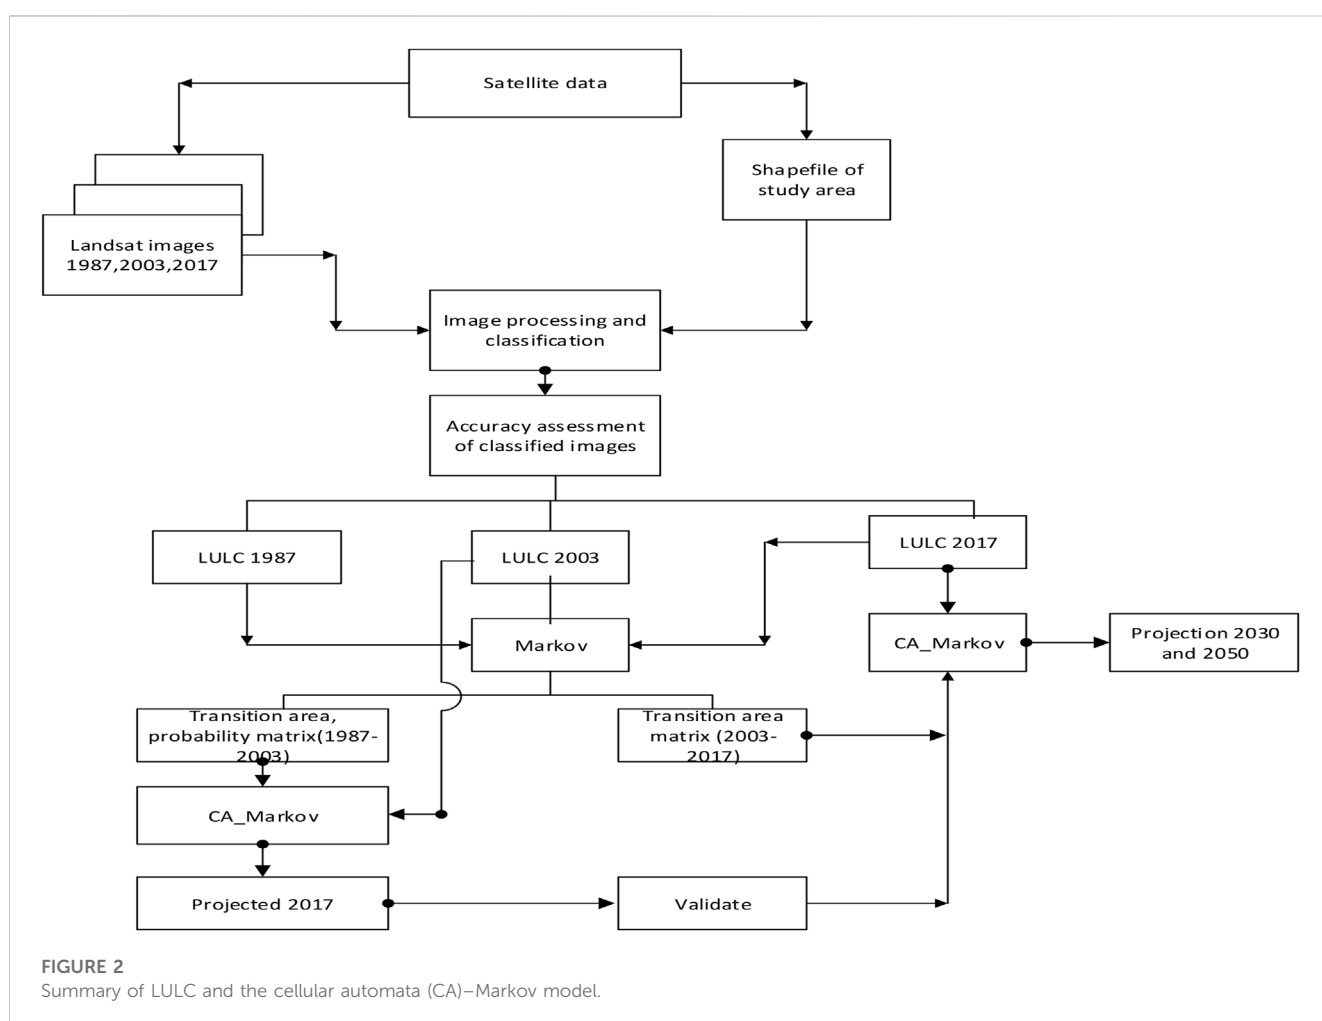 Satellite data
Shapefile of
study area
Landsat images
1987,2003,2017
Image processing and
classification
Accuracy assessment
of classified images
LULC 1987
LULC 2003
LULC 2017
Markov
CA_Markov
Projection 2030
and 2050
Transition area,
probability matrix(1987-
2003)
Transition area
matrix (2003-
2017)
CA_Markov
Projected 2017
Validate
FIGURE 2
Summary of LULC and the cellular automata (CA)–Markov model.